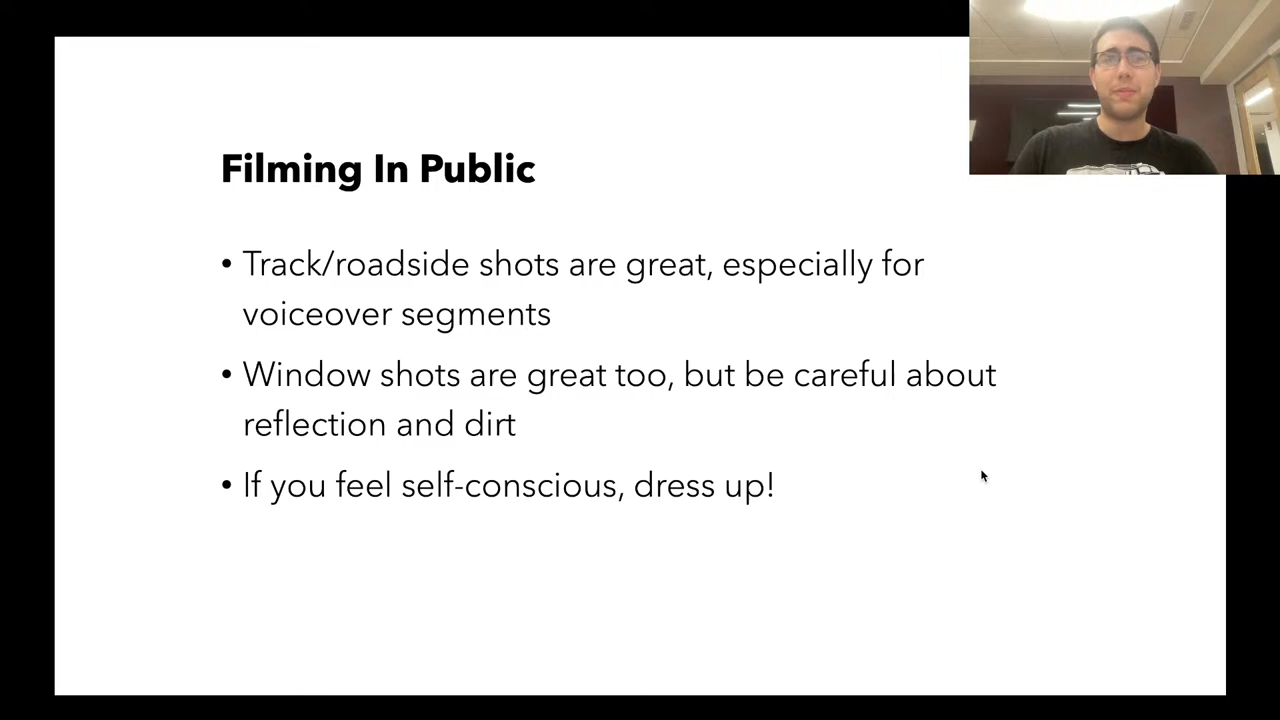 Filming In Public
• Track/roadside shots are great, especially for
voiceover segments
• Window shots are great too, but be careful about
reflection and dirt
• If you feel self-conscious, dress up!